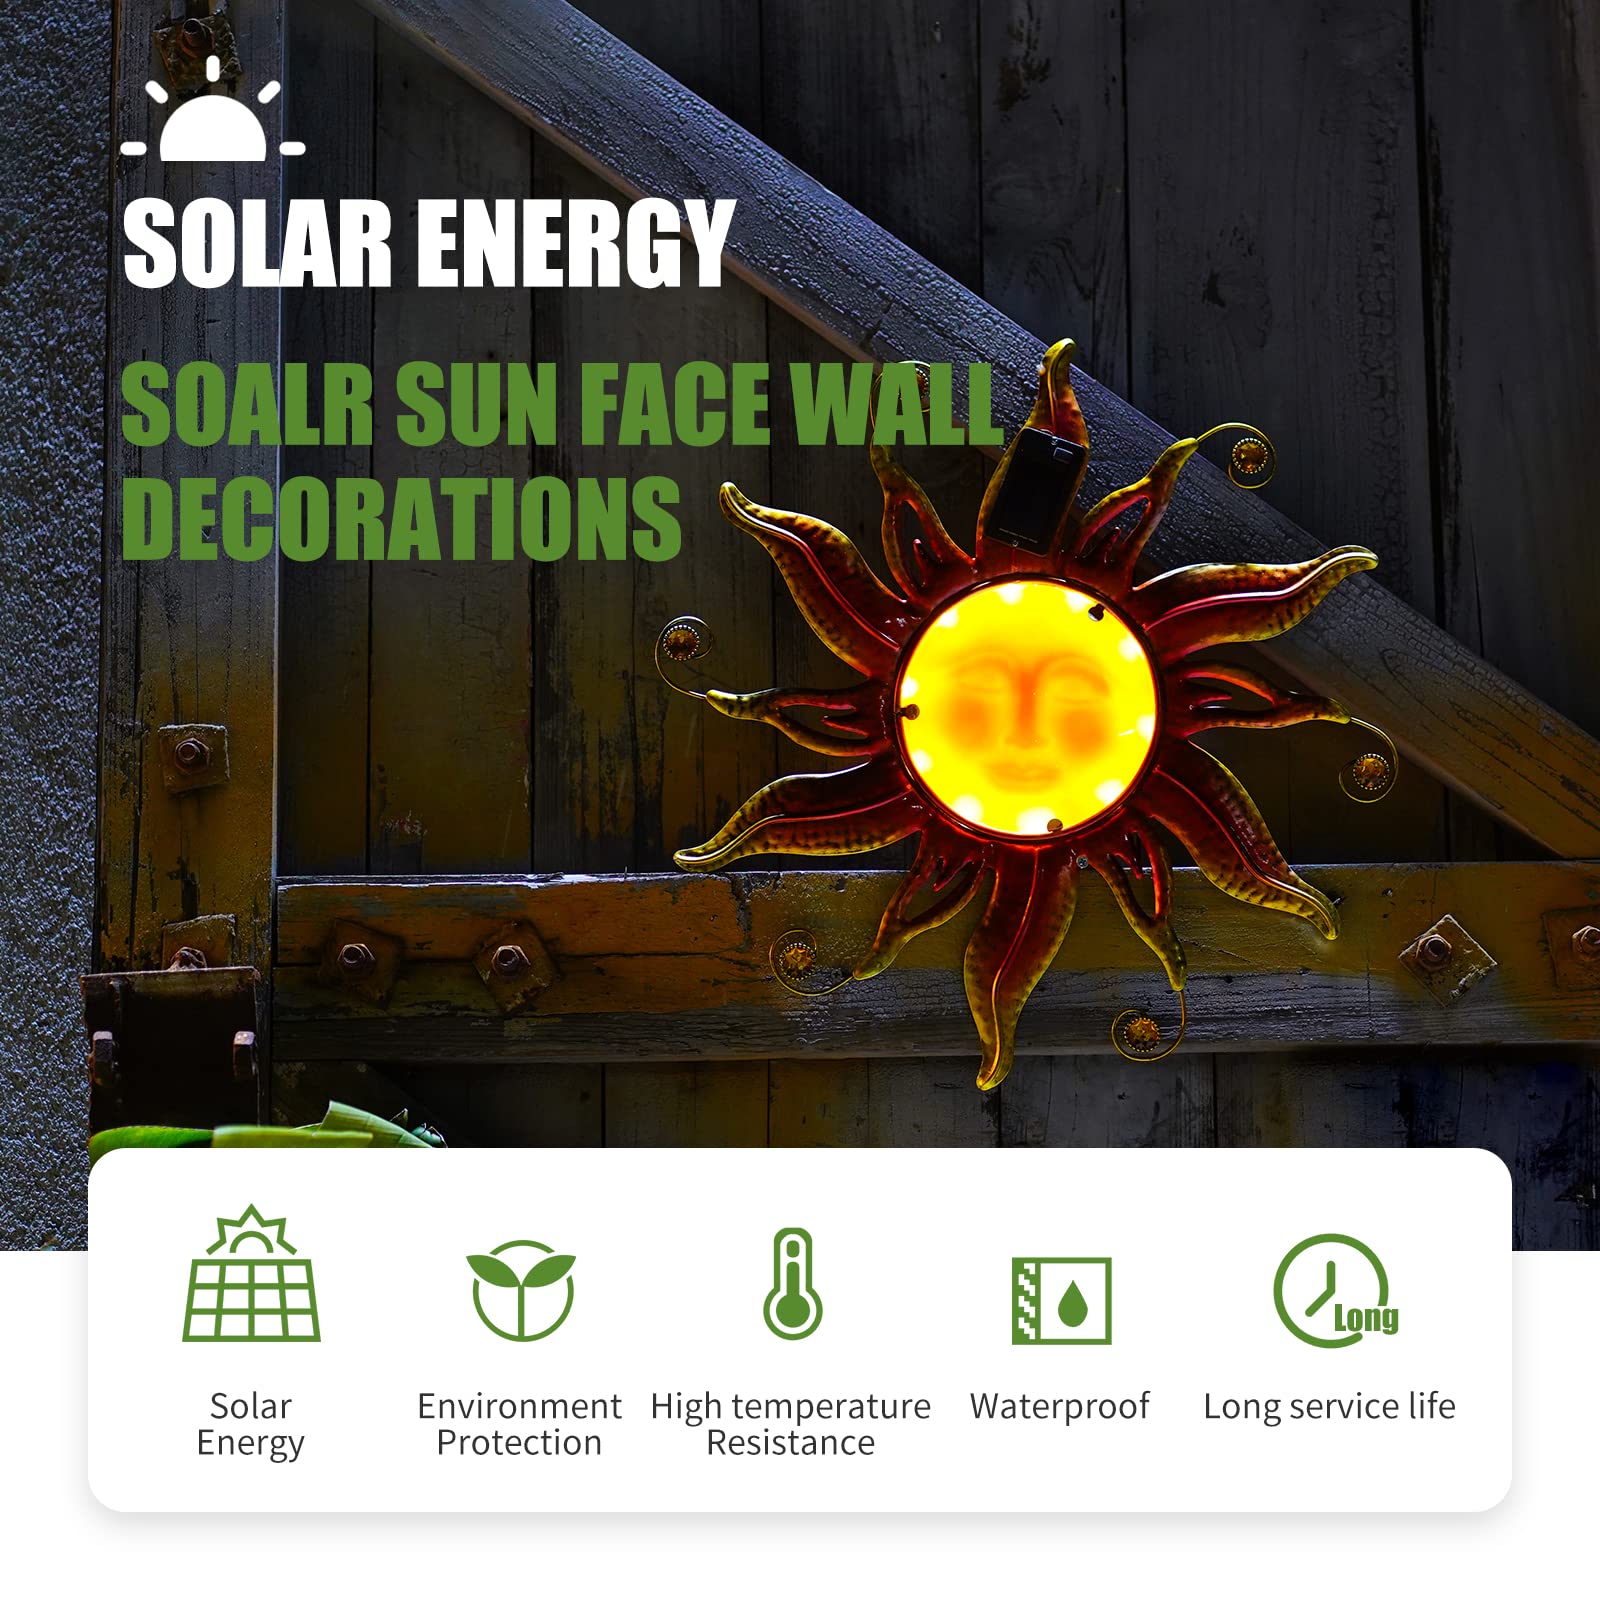 SOLAR ENERGY
SOALR SUN FACE WALL
DECORATIONS
Long
Solar
Energy
Environment
Protection
High temperature
Resistance
Waterproof
Long service life